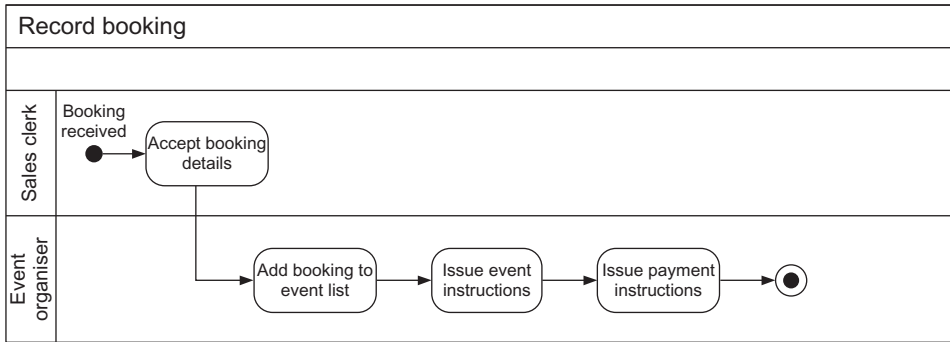 Record booking
Sales clerk
Booking
received
Accept booking
details
Event
organiser
Add booking to
event list
Issue event
instructions
Issue payment
instructions